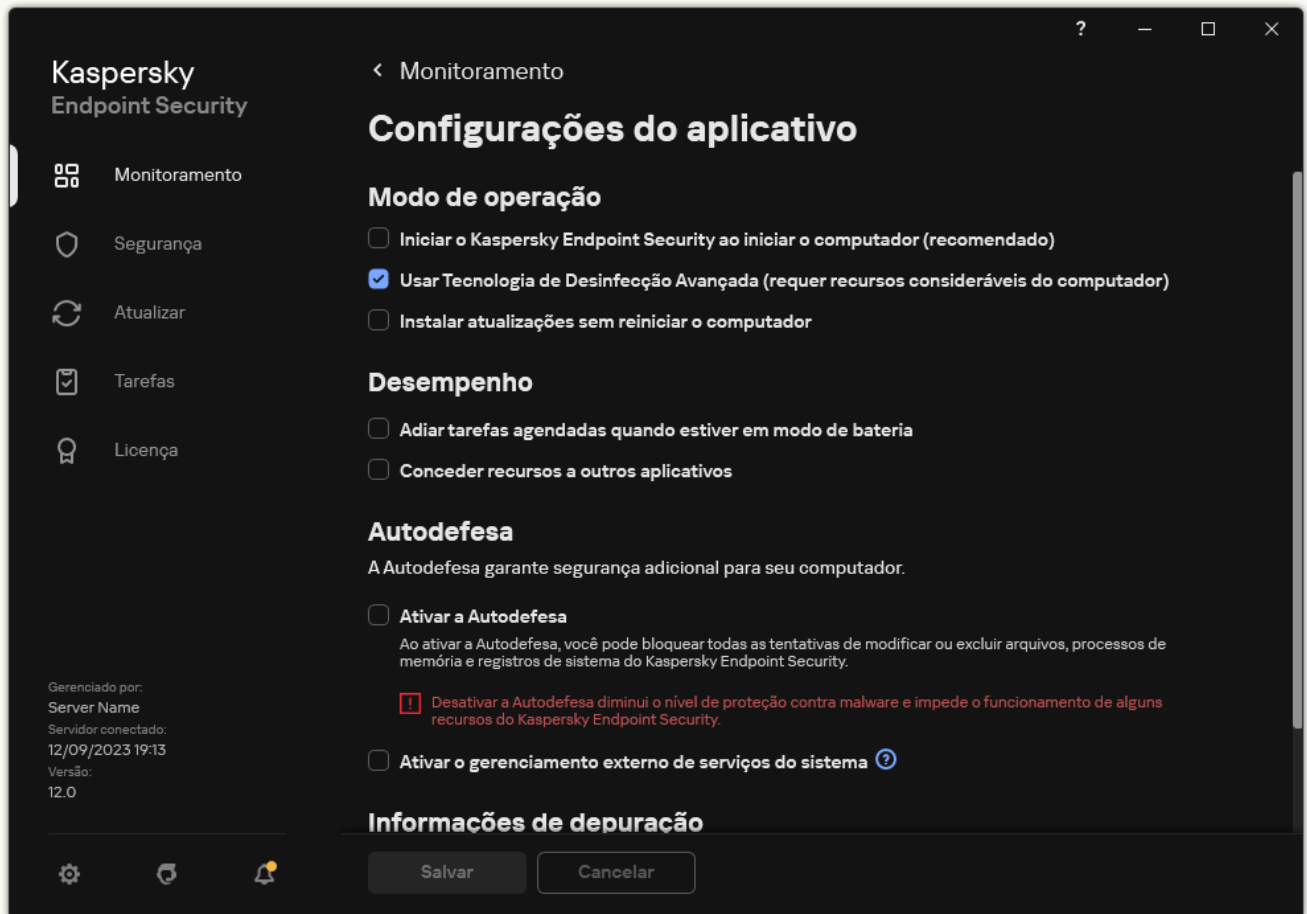 Kaspersky
Endpoint Security
Monitoramento
Segurança
Atualizar
Tarefas
Licença
Gerenciado por:
Server Name
Servidor conectado:
12/09/2023 19:13
Versão:
12.0
?
Monitoramento
Configurações do aplicativo
Modo de operação
Iniciar o Kaspersky Endpoint Security ao iniciar o computador (recomendado)
Usar Tecnologia de Desinfecção Avançada (requer recursos consideráveis do computador)
Instalar atualizações sem reiniciar o computador
Desempenho
Adiar tarefas agendadas quando estiver em modo de bateria
Conceder recursos a outros aplicativos
Autodefesa
A Autodefesa garante segurança adicional para seu computador.
Ativar a Autodefesa
Ao ativar a Autodefesa, você pode bloquear todas as tentativas de modificar ou excluir arquivos, processos de
memória e registros de sistema do Kaspersky Endpoint Security.
Desativar a Autodefesa diminui o nível de proteção contra malware e impede o funcionamento de alguns
recursos do Kaspersky Endpoint Security.
Ativar o gerenciamento externo de serviços do sistema ?
Informações de depuração
Salvar
Cancelar